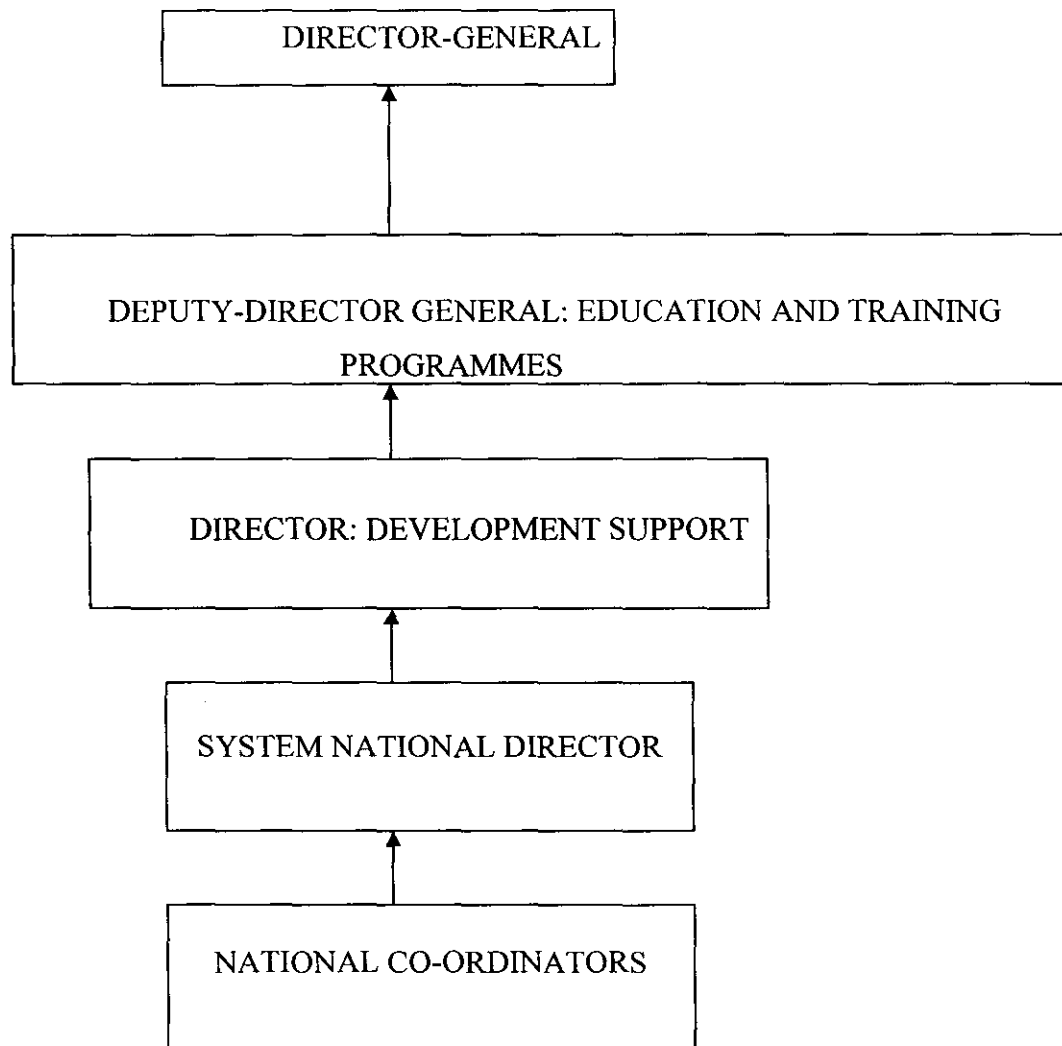 DIRECTOR-GENERAL
DEPUTY-DIRECTOR GENERAL: EDUCATION AND TRAINING
PROGRAMMES
DIRECTOR: DEVELOPMENT SUPPORT
SYSTEM NATIONAL DIRECTOR
NATIONAL CO-ORDINATORS